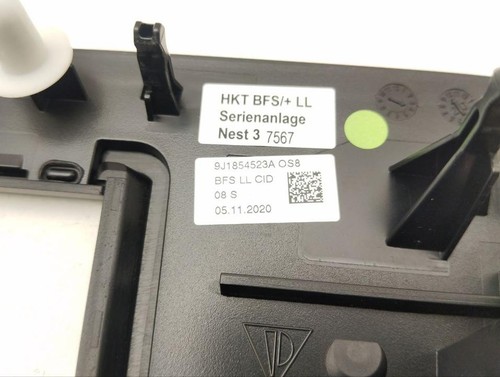 HKT BFS/+ LL
Serienanlage
Nest 3 7567
9J1854523A OS8
BFS LL CID
08 S
05.11.2020